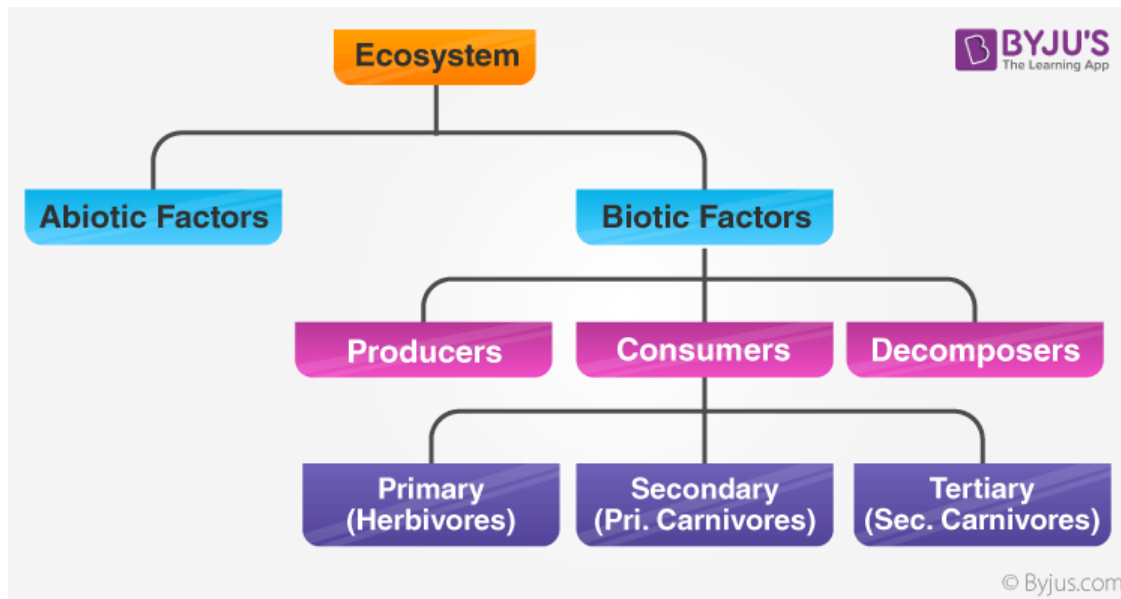 Ecosystem
BYJU'S
The Learning App
Abiotic Factors
Biotic Factors
Producers
Consumers
Decomposers
Primary
(Herbivores)
Secondary
(Pri. Carnivores)
Tertiary
(Sec. Carnivores)
© Byjus.com